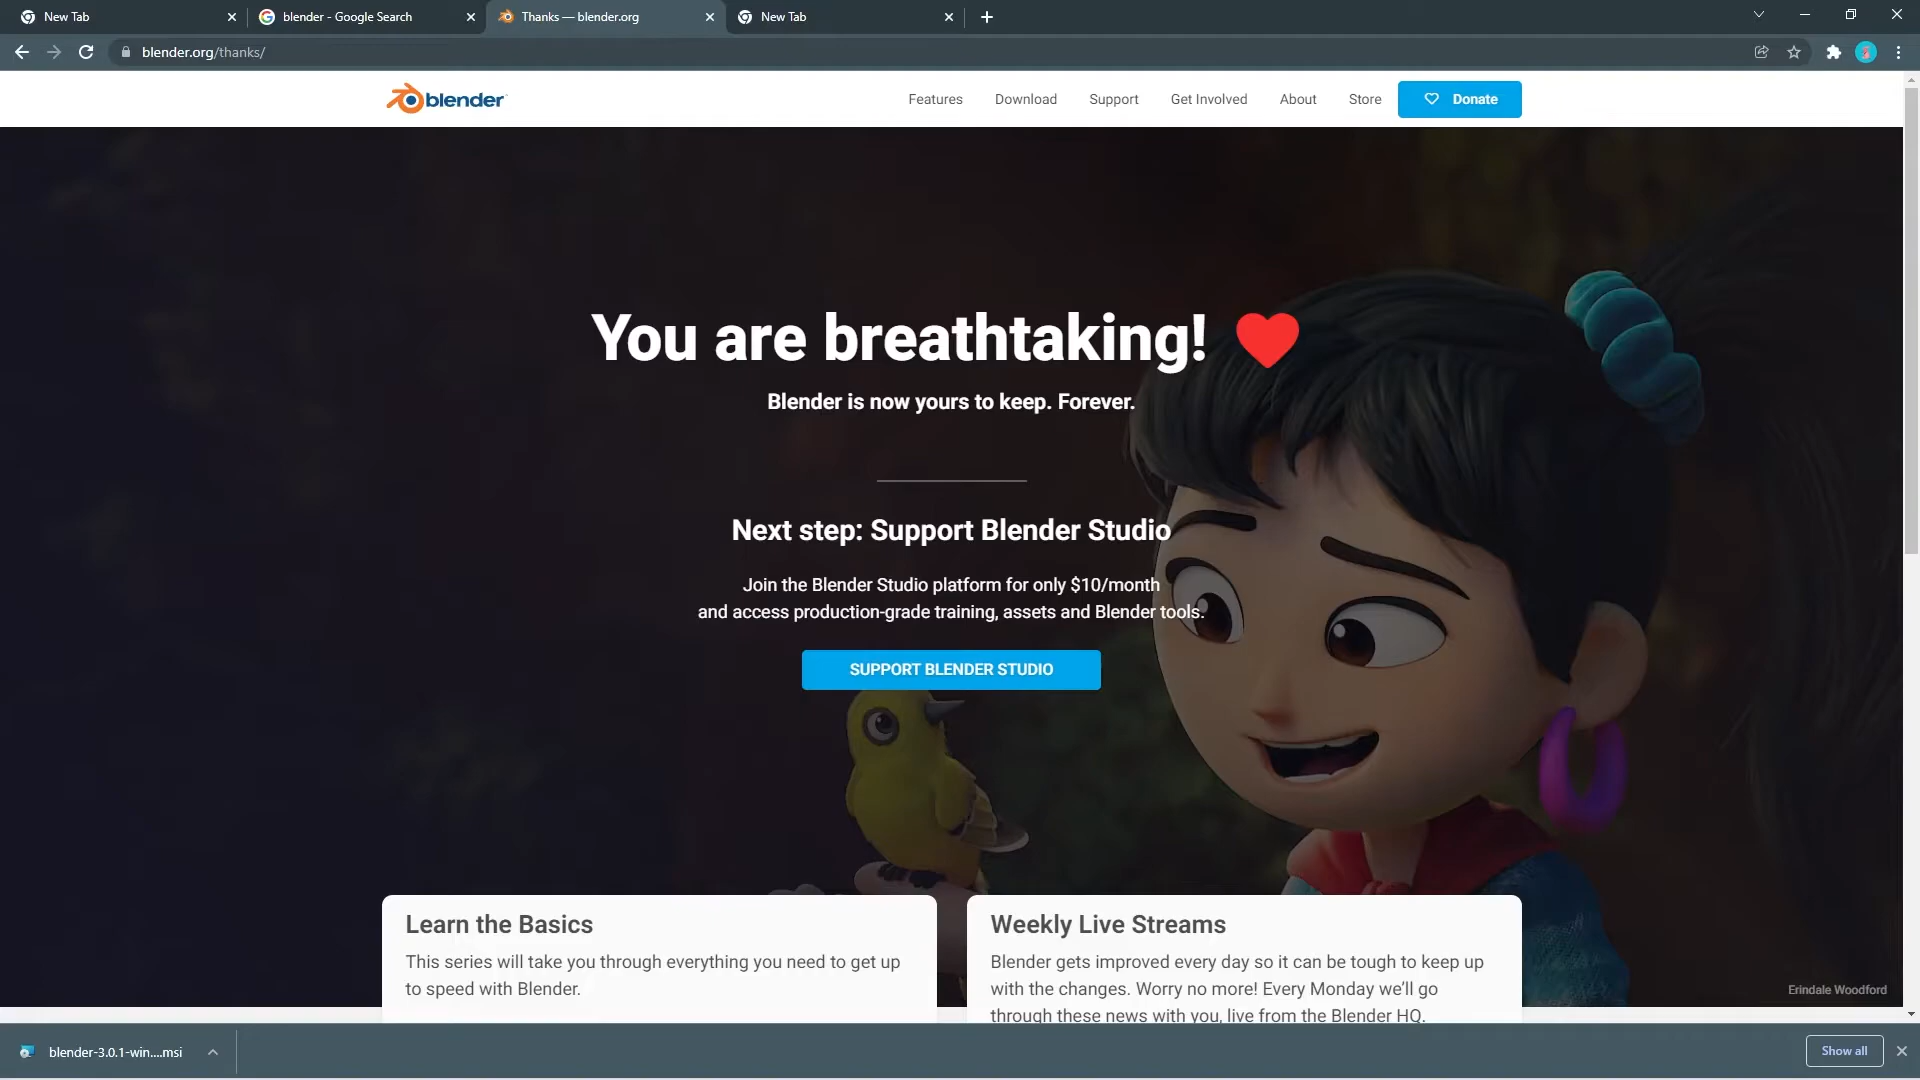 New Tab
blender - Google Search
Thanks — blender.org
New Tab
blender.org/thanks/
blender
Features
Download
Support
Get Involved
About
Store
Donate
You are breathtaking!
Blender is now yours to keep. Forever.
Next step: Support Blender Studio
Join the Blender Studio platform for only $10/month
and access production-grade training, assets and Blender tools.
SUPPORT BLENDER STUDIO
Learn the Basics
This series will take you through everything you need to get up
to speed with Blender.
Weekly Live Streams
Blender gets improved every day so it can be tough to keep up
with the changes. Worry no more! Every Monday we’ll go
through these news with you, live from the Blender HQ.
Erindale Woodford
blender-3.0.1-win....msi
Show all